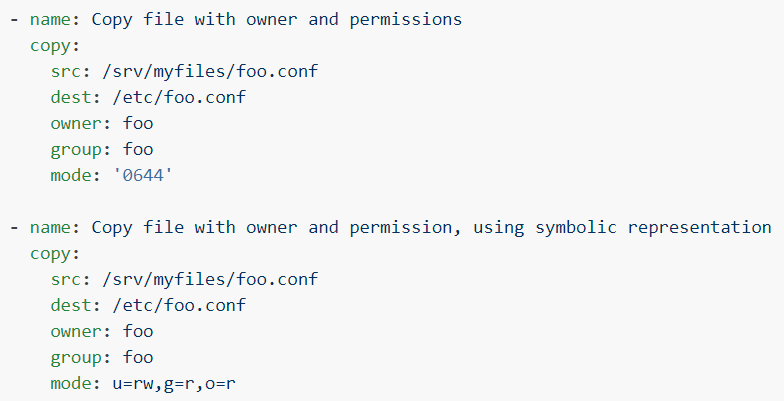 - name: Copy file with owner and permissions
  copy:
    src: /srv/myfiles/foo.conf
    dest: /etc/foo.conf
    owner: foo
    group: foo
    mode: '0644'

- name: Copy file with owner and permission, using symbolic representation
  copy:
    src: /srv/myfiles/foo.conf
    dest: /etc/foo.conf
    owner: foo
    group: foo
    mode: u=rw,g=r,o=r